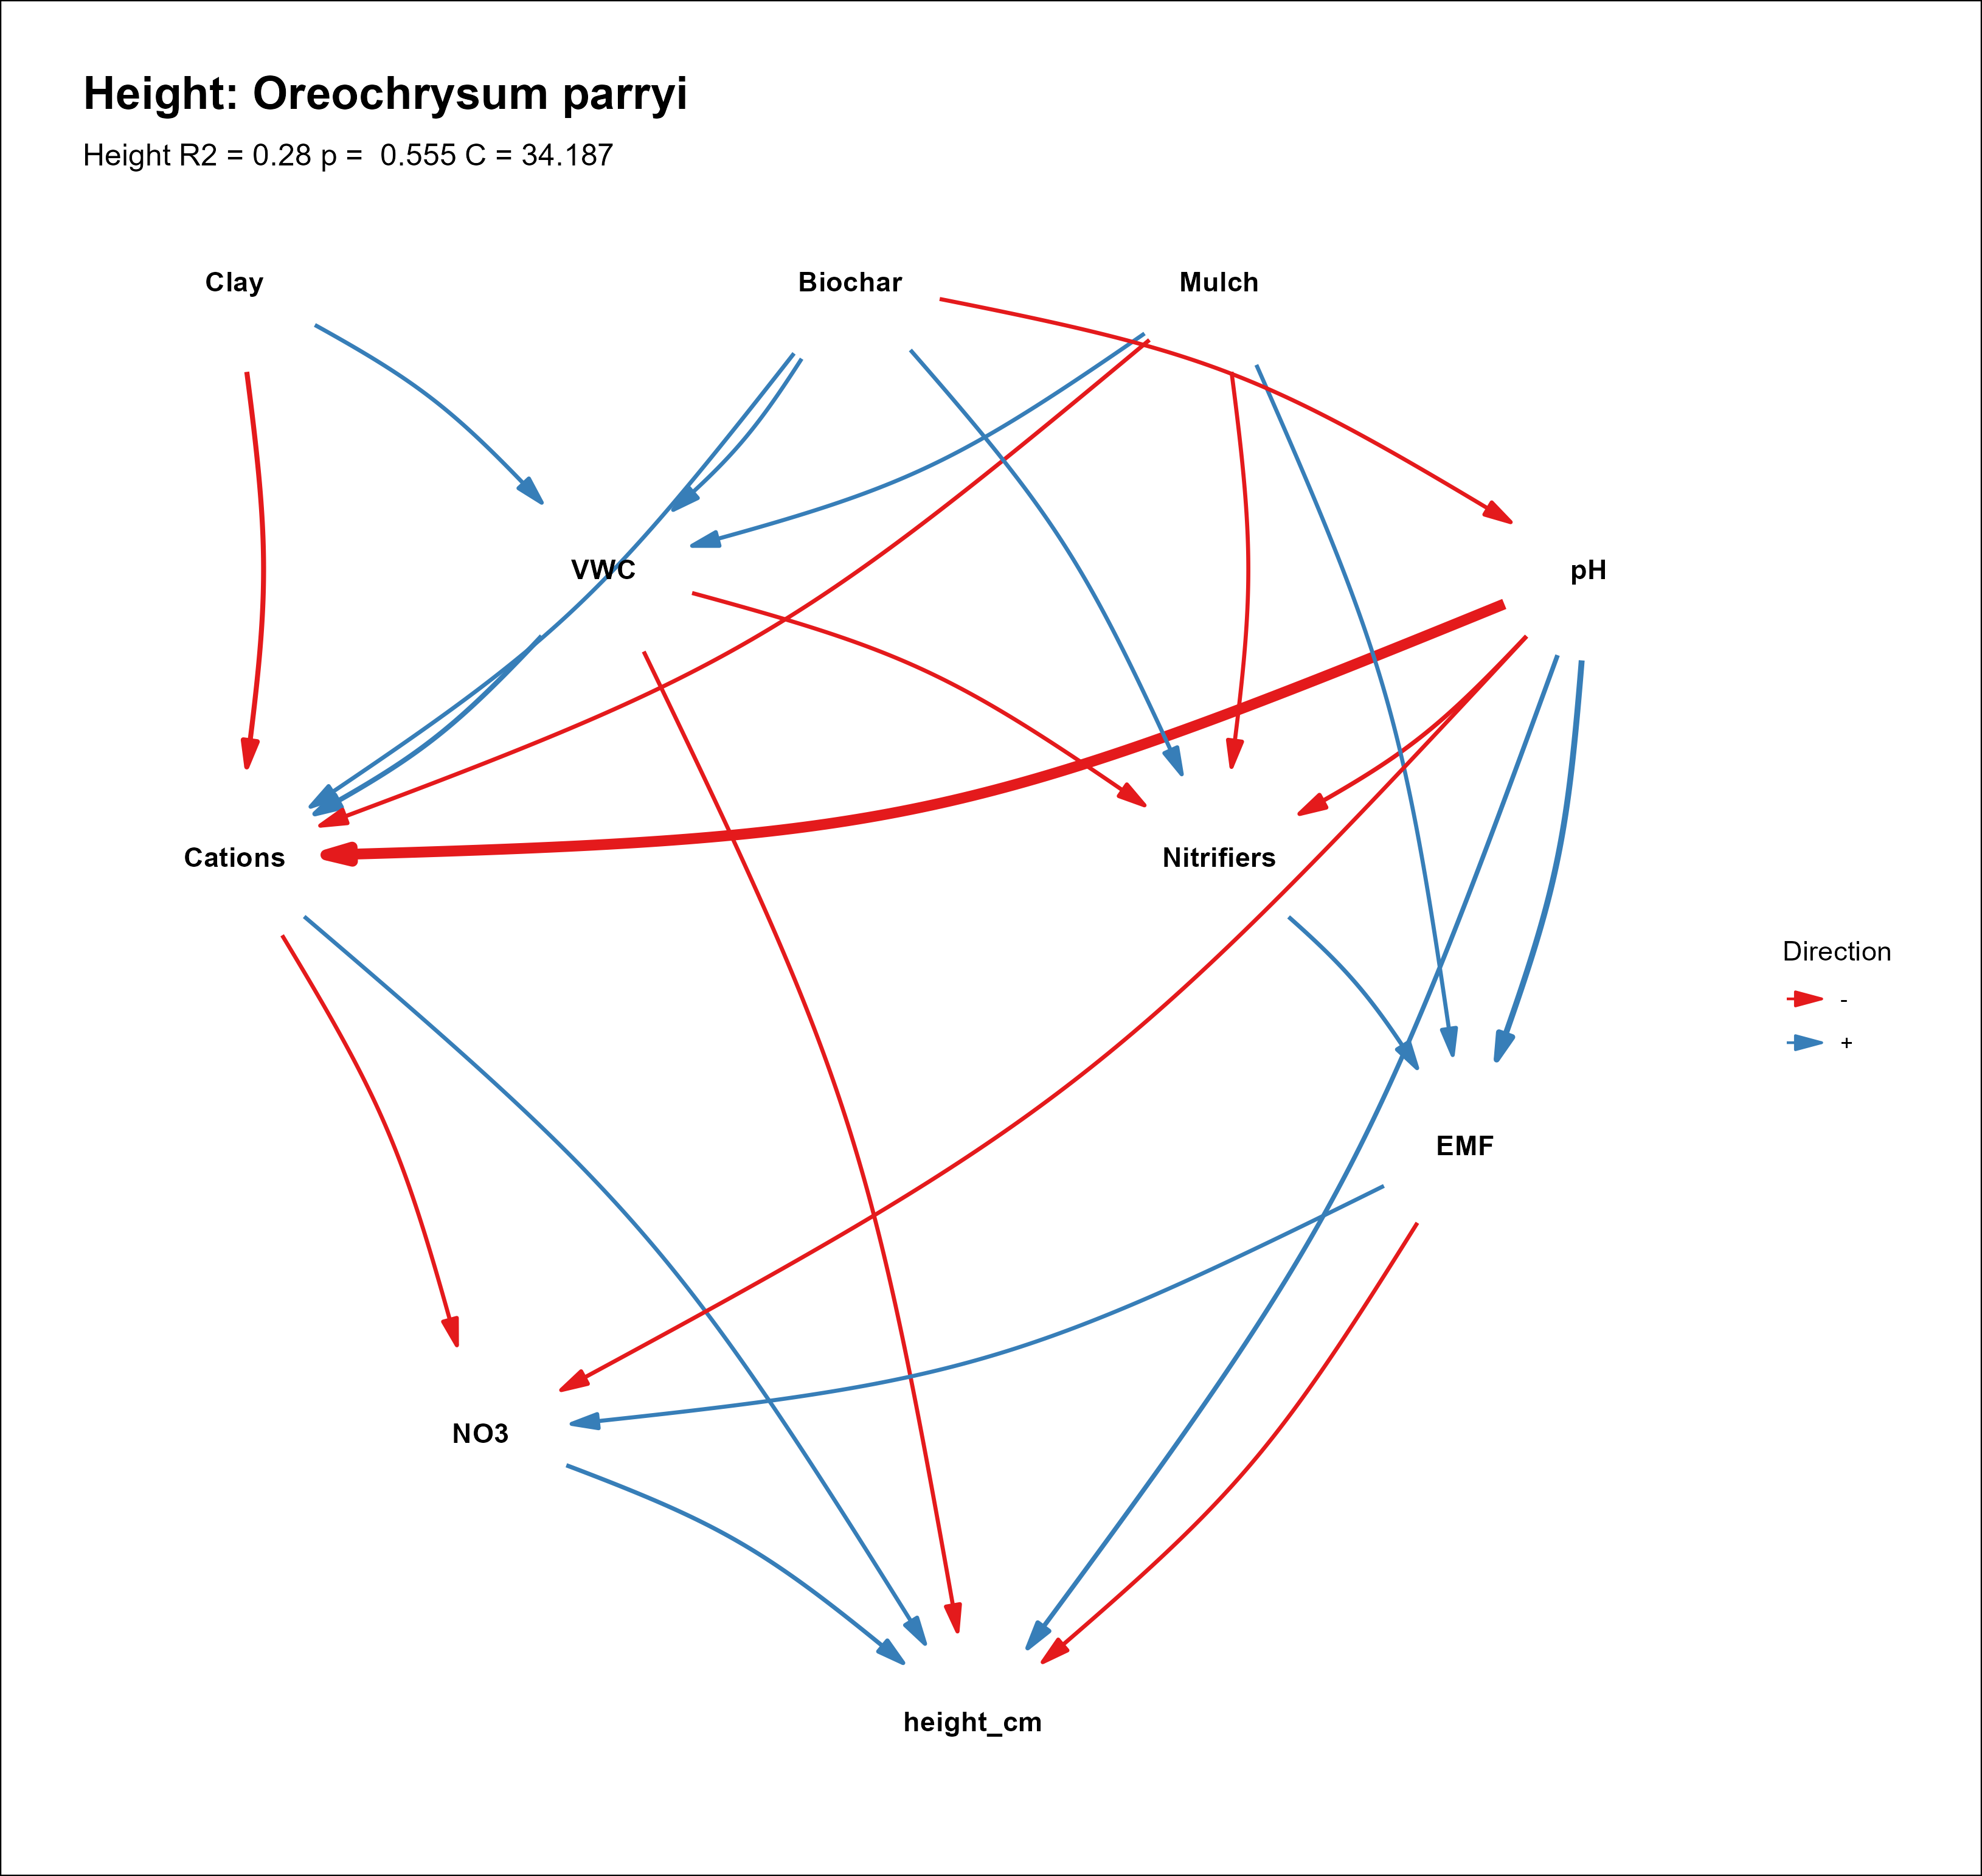 Height: Oreochrysum parryi
Height R2 = 0.28 p =  0.555 C = 34.187
Clay
Biochar
Mulch
VWC
pH
Cations
Nitrifiers
Direction
-
+
EMF
NO3
height_cm